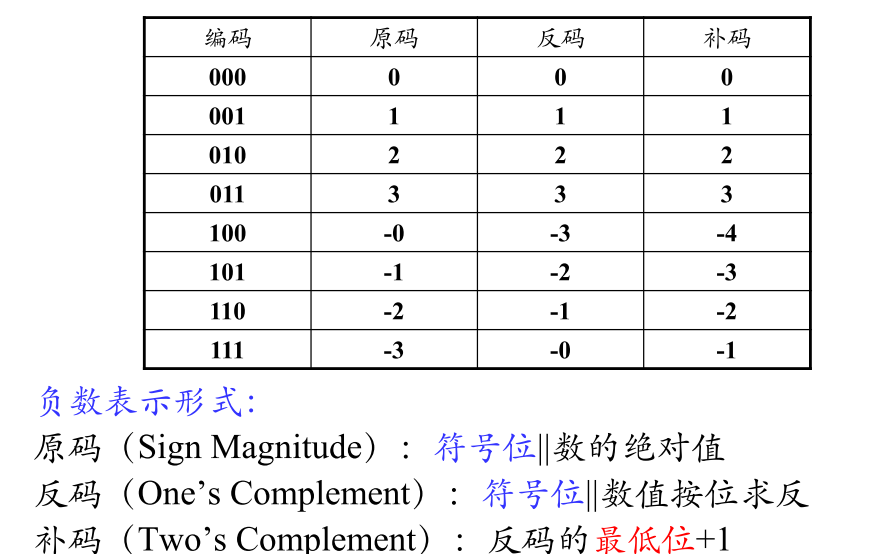 编码 原码 反码 补码
000 0 0 0
001 1 1 1
010 2 2 2
011 3 3 3
100 -0 -3 -4
101 -1 -2 -3
110 -2 -1 -2
111 -3 -0 -1
负数表示形式:
原码（Sign Magnitude）：符号位||数的绝对值
反码（One's Complement）：符号位||数值按位求反
补码（Two's Complement）：反码的最低位+1